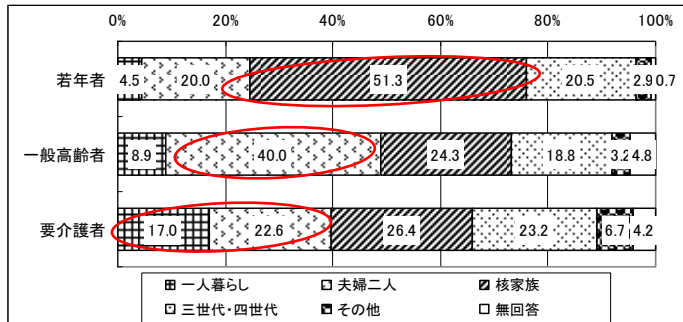 0% 20% 40% 60% 80% 100%
若年者 4.5 20.0 51.3 20.5 2.9 0.7
一般高齢者 8.9 40.0 24.3 18.8 3.2 4.8
要介護者 17.0 22.6 26.4 23.2 6.7 4.2
一人暮らし 夫婦二人 核家族
三世代・四世代 その他 無回答